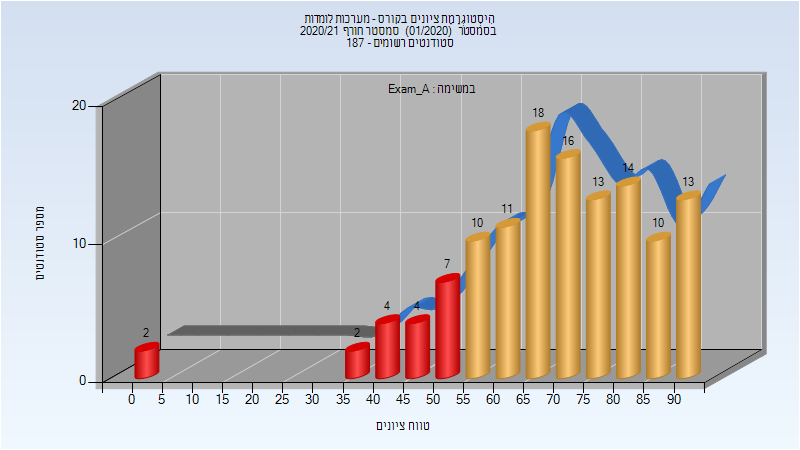 היסטוגרמת ציונים בקורס - מערכות לומדות
בסמסטר (01/2020) סמסטר חורף 2020/21
סטודנטים רשומים - 187
במשימה : Exam_A
מספר סטודנטים
20
10
0
2 2 4 4 7 10 11 18 16 13 14 10 13
0 5 10 15 20 25 30 35 40 45 50 55 60 65 70 75 80 85 90
טווח ציונים